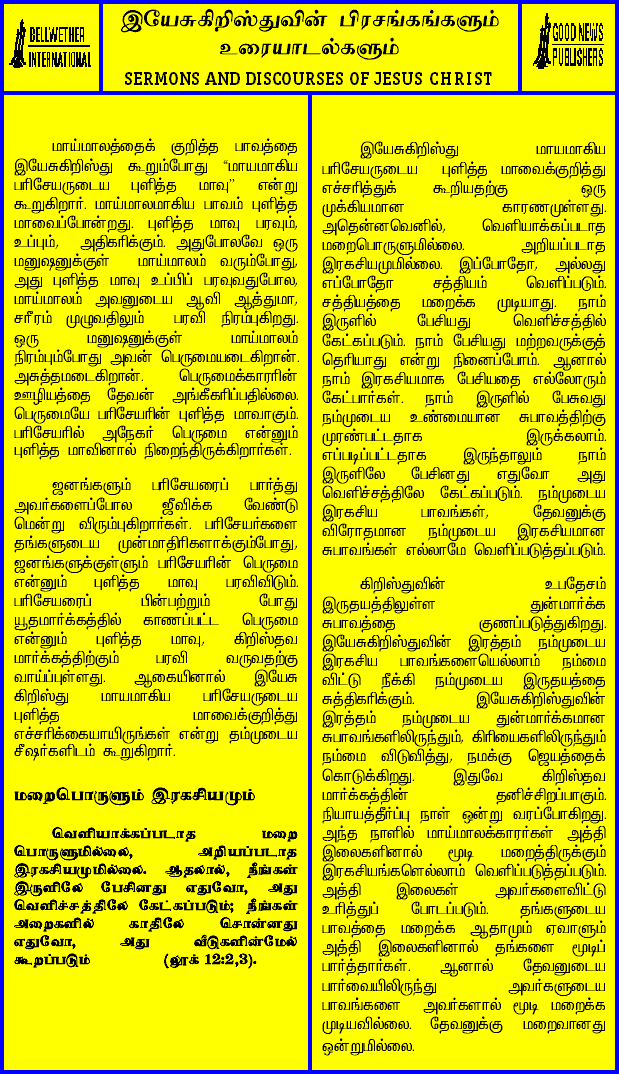 BELLWETHER
INTERNATIONAL
இயேசுகிறிஸ்துவின் பிரசங்கங்களும்
உரையாடல்களும்
SERMONS AND DISCOURSES OF JESUS CHRIST
GOOD NEWS
PUBLISHERS
மாய்மாலத்தைக் குறித்த பாவத்தை
இயேசுகிறிஸ்து கூறும்போது “மாயமாகிய
பரிசேயருடைய புளித்த மாவு” என்று
கூறுகிறார். மாய்மாலமாகிய பாவம் புளித்த
மாவைப்போன்றது. புளித்த மாவு பரவும்,
உப்பும், அதிகரிக்கும். அதுபோலவே ஒரு
மனுஷனுக்குள் மாய்மாலம் வரும்போது,
அது புளித்த மாவு உப்பிப் பரவுவதுபோல,
மாய்மாலம் அவனுடைய ஆவி ஆத்துமா,
சரீரம் முழுவதிலும் பரவி நிரம்புகிறது.
ஒரு மனுஷனுக்குள் மாய்மாலம்
நிரம்பும்போது அவன் பெருமையடைகிறான்.
அசுத்தமடைகிறான். பெருமைக்காரரின்
ஊழியத்தை தேவன் அங்கீகரிப்பதில்லை.
பெருமையே பரிசேயரின் புளித்த மாவாகும்.
பரிசேயரில் அநேகர் பெருமை என்னும்
புளித்த மாவினால் நிறைந்திருக்கிறார்கள்.
ஜனங்களும் பரிசேயரைப் பார்த்து
அவர்களைப்போல ஜீவிக்க வேண்டு
மென்று விரும்புகிறார்கள். பரிசேயர்களை
தங்களுடைய முன்மாதிரிகளாக்கும்போது,
ஜனங்களுக்குள்ளும் பரிசேயரின் பெருமை
என்னும் புளித்த மாவு பரவிவிடும்.
பரிசேயரைப் பின்பற்றும் போது
யூதமார்க்கத்தில் காணப்பட்ட பெருமை
என்னும் புளித்த மாவு, கிறிஸ்தவ
மார்க்கத்திற்கும் பரவி வருவதற்கு
வாய்ப்புள்ளது. ஆகையினால் இயேசு
கிறிஸ்து மாயமாகிய பரிசேயருடைய
புளித்த மாவைக்குறித்து
எச்சரிக்கையாயிருங்கள் என்று தம்முடைய
சீஷர்களிடம் கூறுகிறார்.
மறைபொருளும் இரகசியமும்
வெளியாக்கப்படாத மறை
பொருளுமில்லை, அறியப்படாத
இரகசியமுமில்லை. ஆதலால், நீங்கள்
இருளிலே பேசினது எதுவோ, அது
வெளிச்சத்திலே கேட்கப்படும்; நீங்கள்
அறைகளில் காதிலே சொன்னது
எதுவோ, அது வீடுகளின்மேல்
கூறப்படும் (லூக் 12:2,3).
இயேசுகிறிஸ்து மாயமாகிய
பரிசேயருடைய புளித்த மாவைக்குறித்து
எச்சரித்துக் கூறியதற்கு ஒரு
முக்கியமான காரணமுள்ளது.
அதென்னவெனில், வெளியாக்கப்படாத
மறைபொருளுமில்லை. அறியப்படாத
இரகசியமுமில்லை. இப்போதோ, அல்லது
எப்போதோ சத்தியம் வெளிப்படும்.
சத்தியத்தை மறைக்க முடியாது. நாம்
இருளில் பேசியது வெளிச்சத்தில்
கேட்கப்படும். நாம் பேசியது மற்றவருக்குத்
தெரியாது என்று நினைப்போம். ஆனால்
நாம் இரகசியமாக பேசியதை எல்லோரும்
கேட்பார்கள். நாம் இருளில் பேசுவது
நம்முடைய உண்மையான சுபாவத்திற்கு
முரண்பட்டதாக இருக்கலாம்.
எப்படிப்பட்டதாக இருந்தாலும் நாம்
இருளிலே பேசினது எதுவோ அது
வெளிச்சத்திலே கேட்கப்படும். நம்முடைய
இரகசிய பாவங்கள், தேவனுக்கு
விரோதமான நம்முடைய இரகசியமான
சுபாவங்கள் எல்லாமே வெளிப்படுத்தப்படும்.
கிறிஸ்துவின் உபதேசம்
இருதயத்திலுள்ள துன்மார்க்க
சுபாவத்தை குணப்படுத்துகிறது.
இயேசுகிறிஸ்துவின் இரத்தம் நம்முடைய
இரகசிய பாவங்களையெல்லாம் நம்மை
விட்டு நீக்கி நம்முடைய இருதயத்தை
சுத்திகரிக்கும். இயேசுகிறிஸ்துவின்
இரத்தம் நம்முடைய துன்மார்க்கமான
சுபாவங்களிலிருந்தும், கிரியைகளிலிருந்தும்
நம்மை விடுவித்து, நமக்கு ஜெயத்தைக்
கொடுக்கிறது. இதுவே கிறிஸ்தவ
மார்க்கத்தின் தனிச்சிறப்பாகும்.
நியாயத்தீர்ப்பு நாள் ஒன்று வரப்போகிறது.
அந்த நாளில் மாய்மாலக்காரர்கள் அத்தி
இலைகளினால் மூடி மறைத்திருக்கும்
இரகசியங்களெல்லாம் வெளிப்படுத்தப்படும்.
அத்தி இலைகள் அவர்களைவிட்டு
உரித்துப் போடப்படும். தங்களுடைய
பாவத்தை மறைக்க ஆதாமும் ஏவாளும்
அத்தி இலைகளினால் தங்களை மூடிப்
பார்த்தார்கள். ஆனால் தேவனுடைய
பார்வையிலிருந்து அவர்களுடைய
பாவங்களை அவர்களால் மூடி மறைக்க
முடியவில்லை. தேவனுக்கு மறைவானது
ஒன்றுமில்லை.